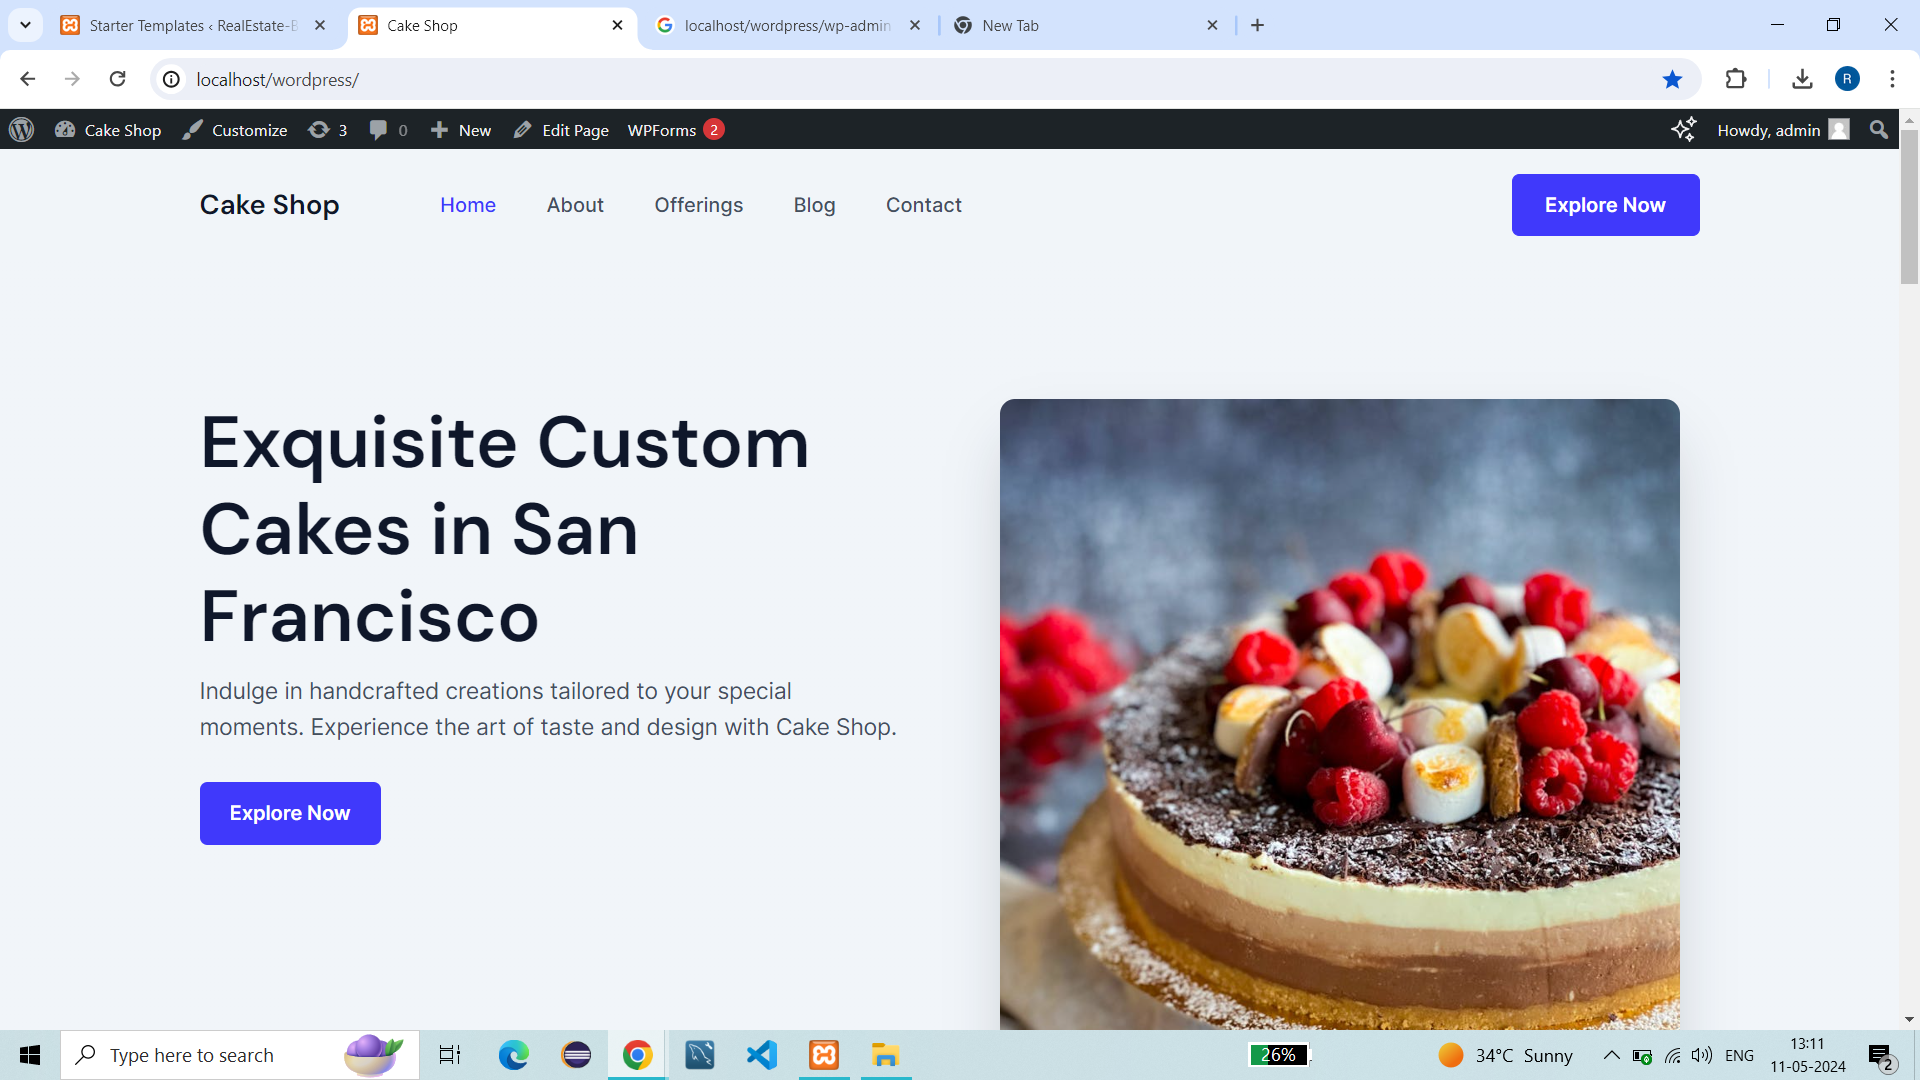 Starter Templates ‹ RealEstate-B
Cake Shop
localhost/wordpress/wp-admin
New Tab
localhost/wordpress/
R
Cake Shop
Customize
3
0
New
Edit Page
WPForms 2
Howdy, admin
Cake Shop
Home
About
Offerings
Blog
Contact
Explore Now
Exquisite Custom
Cakes in San
Francisco
Indulge in handcrafted creations tailored to your special
moments. Experience the art of taste and design with Cake Shop.
Explore Now
Type here to search
26%
34°C Sunny
ENG
13:11
11-05-2024
2